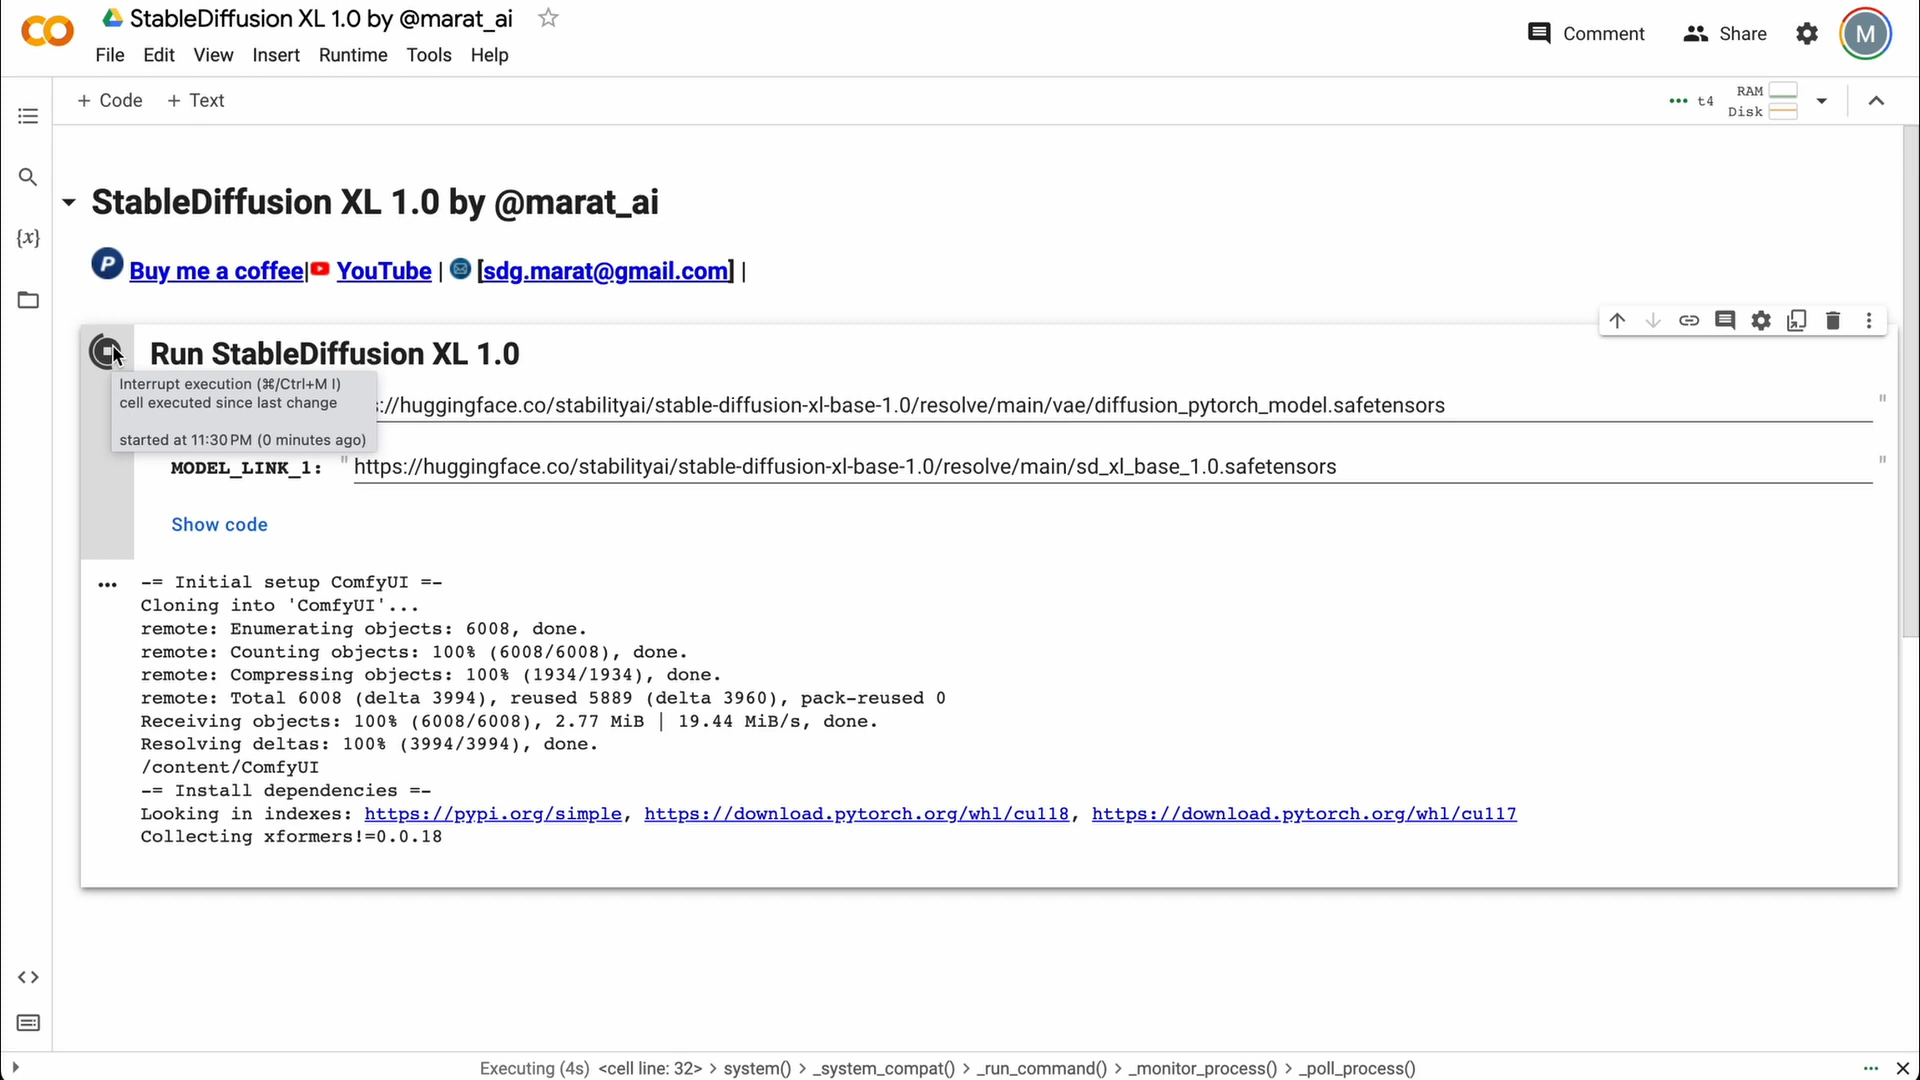 StableDiffusion XL 1.0 by @marat_ai
File Edit View Insert Runtime Tools Help
Comment Share M
+ Code + Text
t4 RAM
Disk
{x}
StableDiffusion XL 1.0 by @marat_ai
Buy me a coffee| YouTube | [sdg.marat@gmail.com] |
Run StableDiffusion XL 1.0
Interrupt execution (⌘/Ctrl+M I)
cell executed since last change
started at 11:30 PM (0 minutes ago)
s://huggingface.co/stabilityai/stable-diffusion-xl-base-1.0/resolve/main/vae/diffusion_pytorch_model.safetensors "
MODEL_LINK_1: " https://huggingface.co/stabilityai/stable-diffusion-xl-base-1.0/resolve/main/sd_xl_base_1.0.safetensors "
Show code
-= Initial setup ComfyUI =-
Cloning into 'ComfyUI'...
remote: Enumerating objects: 6008, done.
remote: Counting objects: 100% (6008/6008), done.
remote: Compressing objects: 100% (1934/1934), done.
remote: Total 6008 (delta 3994), reused 5889 (delta 3960), pack-reused 0
Receiving objects: 100% (6008/6008), 2.77 MiB | 19.44 MiB/s, done.
Resolving deltas: 100% (3994/3994), done.
/content/ComfyUI
-= Install dependencies =-
Looking in indexes: https://pypi.org/simple, https://download.pytorch.org/whl/cu118, https://download.pytorch.org/whl/cu117
Collecting xformers!=0.0.18
Executing (4s) <cell line: 32> > system() > _system_compat() > _run_command() > _monitor_process() > _poll_process()